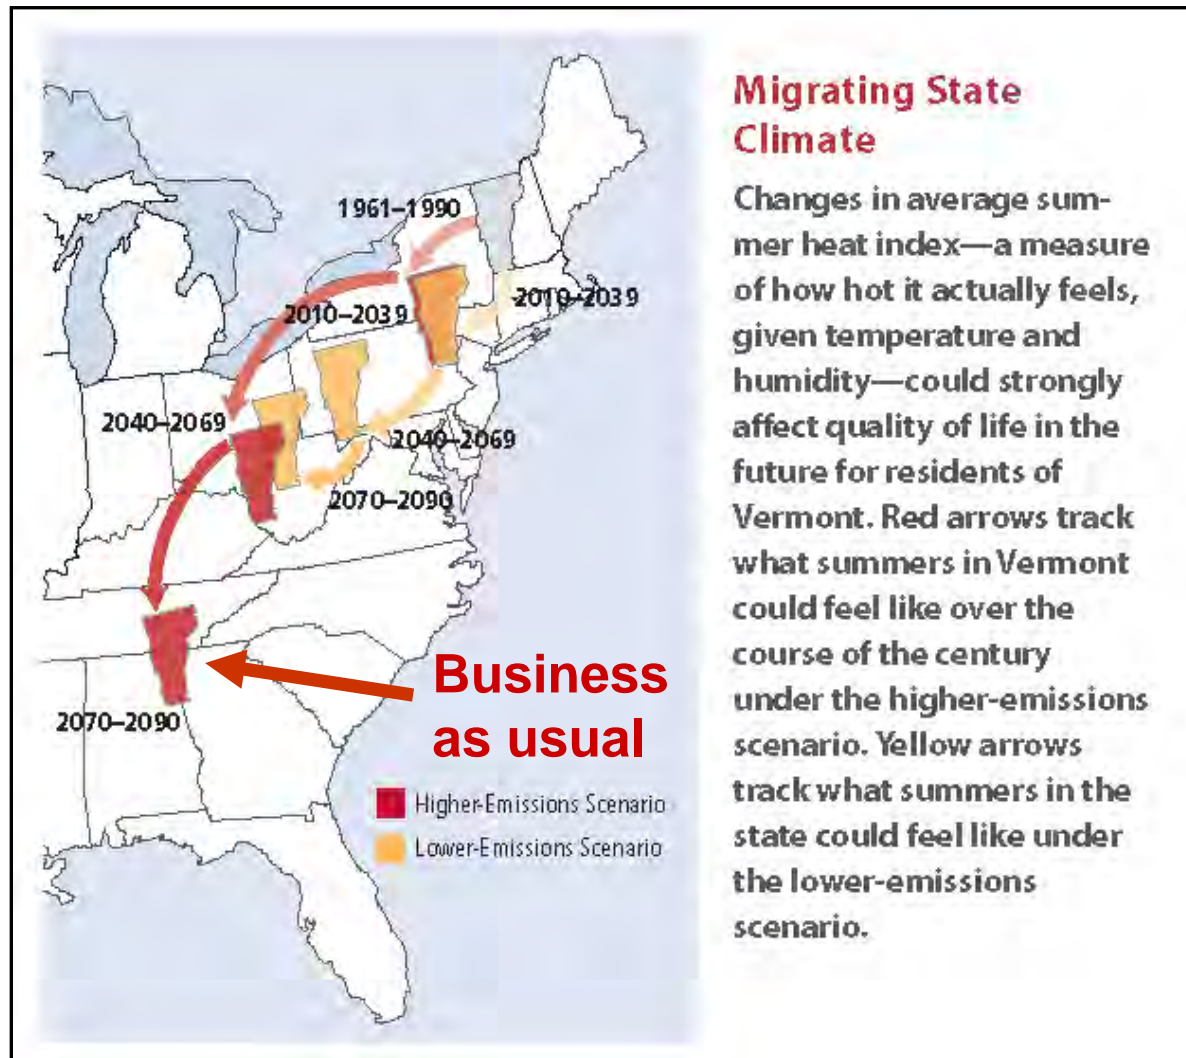 1961–1990
2010–2039
2010–2039
2040–2069
2040–2069
2070–2090
2070–2090
Business
as usual
Higher-Emissions Scenario
Lower-Emissions Scenario
Migrating State
Climate
Changes in average sum-
mer heat index—a measure
of how hot it actually feels,
given temperature and
humidity—could strongly
affect quality of life in the
future for residents of
Vermont. Red arrows track
what summers in Vermont
could feel like over the
course of the century
under the higher-emissions
scenario. Yellow arrows
track what summers in the
state could feel like under
the lower-emissions
scenario.